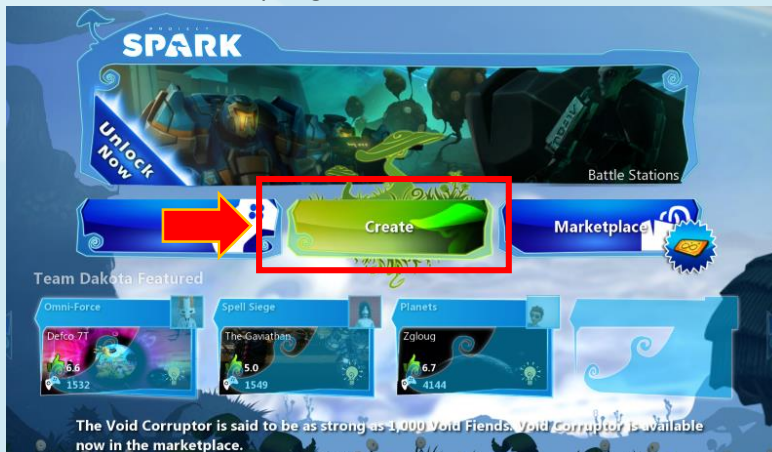 PROJECT
SPARK
Unlock
Now
Battle Stations
Create
Marketplace
Team Dakota Featured
Omni-Force
Spell Siege
Planets
Defco 7T
The Gaviathan
Zgloug
6.6
5.0
6.7
1532
1549
4144
The Void Corruptor is said to be as strong as 1,000 Void Fiends. Void Corruptor is available
now in the marketplace.